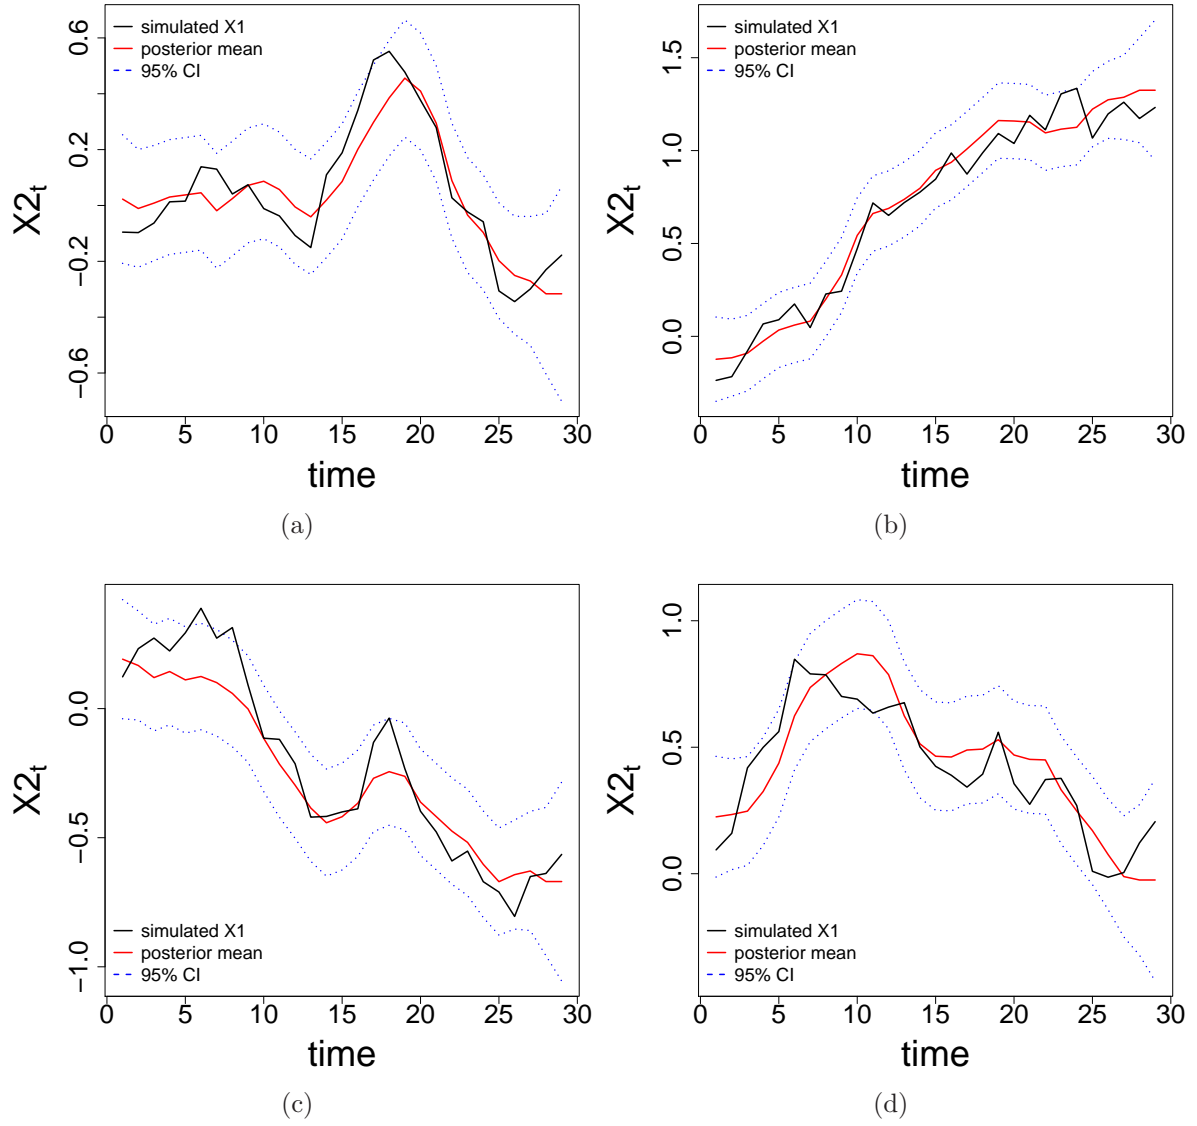 simulated X1
posterior mean
95% CI
X2t
0.6
0.2
−0.2
−0.6
0 5 10 15 20 25 30
time
(a)
simulated X1
posterior mean
95% CI
X2t
1.5
1.0
0.5
0.0
0 5 10 15 20 25 30
time
(b)
X2t
0.0
−0.5
−1.0
simulated X1
posterior mean
95% CI
0 5 10 15 20 25 30
time
(c)
X2t
1.0
0.5
0.0
simulated X1
posterior mean
95% CI
0 5 10 15 20 25 30
time
(d)